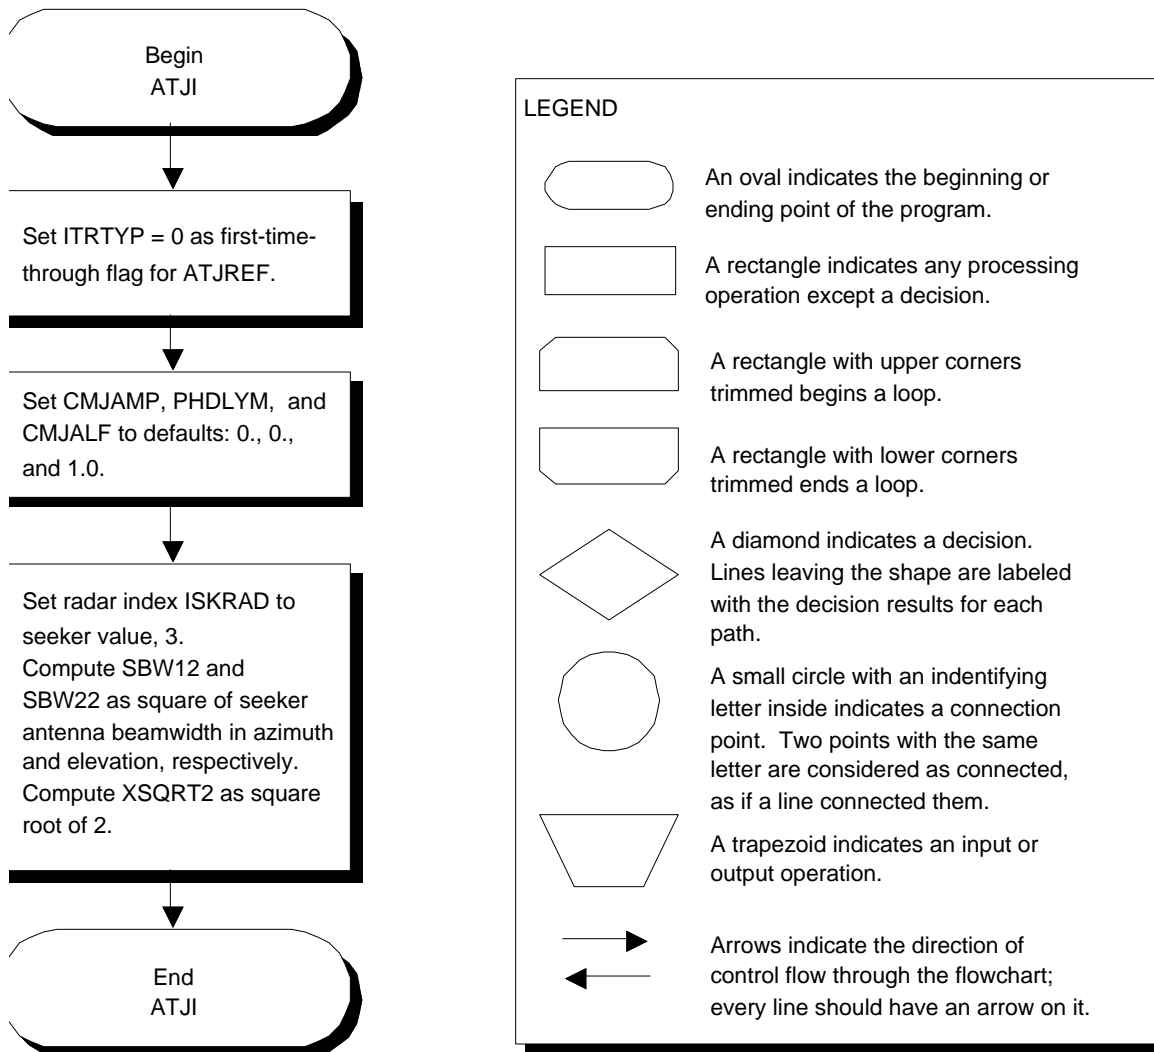 Begin
ATJI
Set ITRTYP = 0 as first-time-
through flag for ATJREF.
Set CMJAMP, PHDLYM,  and
CMJALF to defaults: 0., 0.,
and 1.0.
Set radar index ISKRAD to
seeker value, 3.
Compute SBW12 and
SBW22 as square of seeker
antenna beamwidth in azimuth
and elevation, respectively.
Compute XSQRT2 as square
root of 2.
End
ATJI
LEGEND
An oval indicates the beginning or
ending point of the program.
A rectangle indicates any processing
operation except a decision.
A rectangle with upper corners
trimmed begins a loop.
A rectangle with lower corners
trimmed ends a loop.
A diamond indicates a decision.
Lines leaving the shape are labeled
with the decision results for each
path.
A small circle with an indentifying
letter inside indicates a connection
point.  Two points with the same
letter are considered as connected,
as if a line connected them.
A trapezoid indicates an input or
output operation.
Arrows indicate the direction of
control flow through the flowchart;
every line should have an arrow on it.